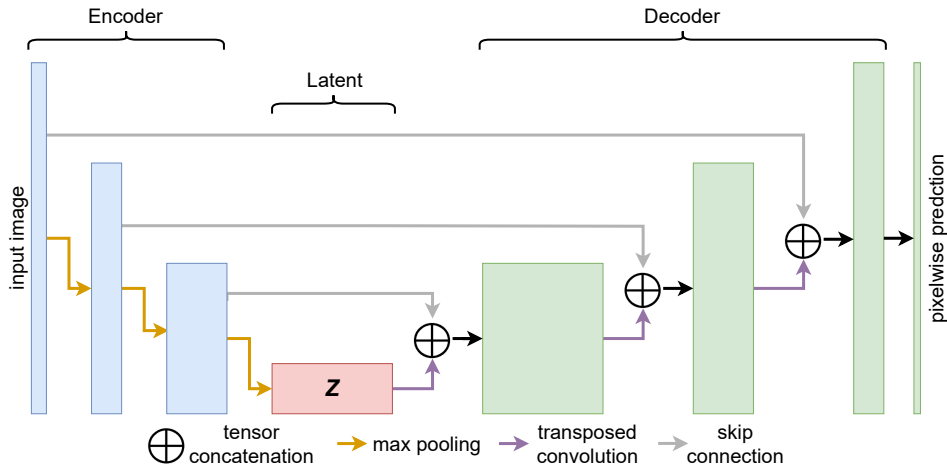 Encoder
Decoder
Latent
input image
Z
pixelwise predction
tensor
concatenation
max pooling
transposed
convolution
skip
connection